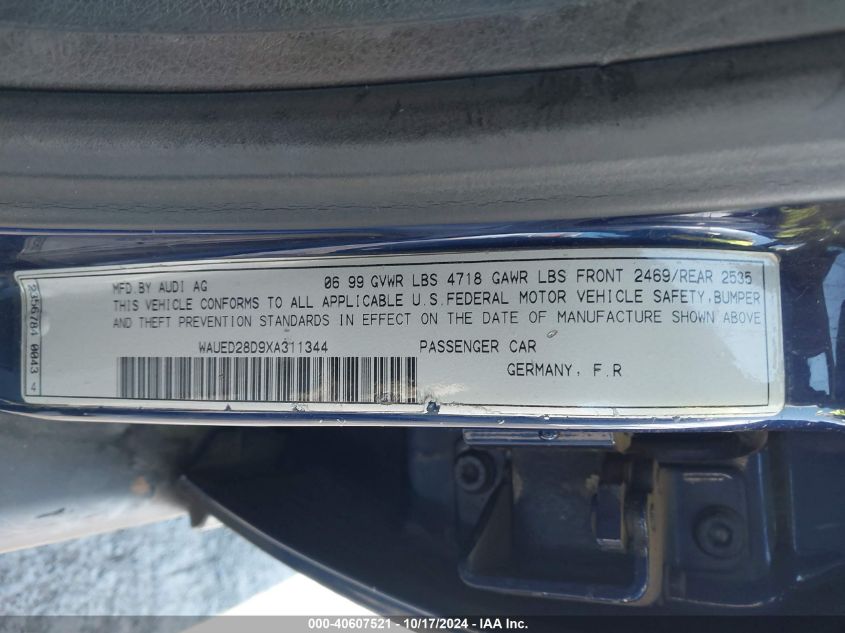 MFD.BY AUDI AG 06 99 GVWR LBS 4718 GAWR LBS FRONT 2469/REAR 2535
THIS VEHICLE CONFORMS TO ALL APPLICABLE U.S.FEDERAL MOTOR VEHICLE SAFETY,BUMPER
AND THEFT PREVENTION STANDARDS IN EFFECT ON THE DATE OF MANUFACTURE SHOWN ABOVE
WAUED28D9XA311344 PASSENGER CAR
GERMANY, F.R
000-40607521 - 10/17/2024 - IAA Inc.